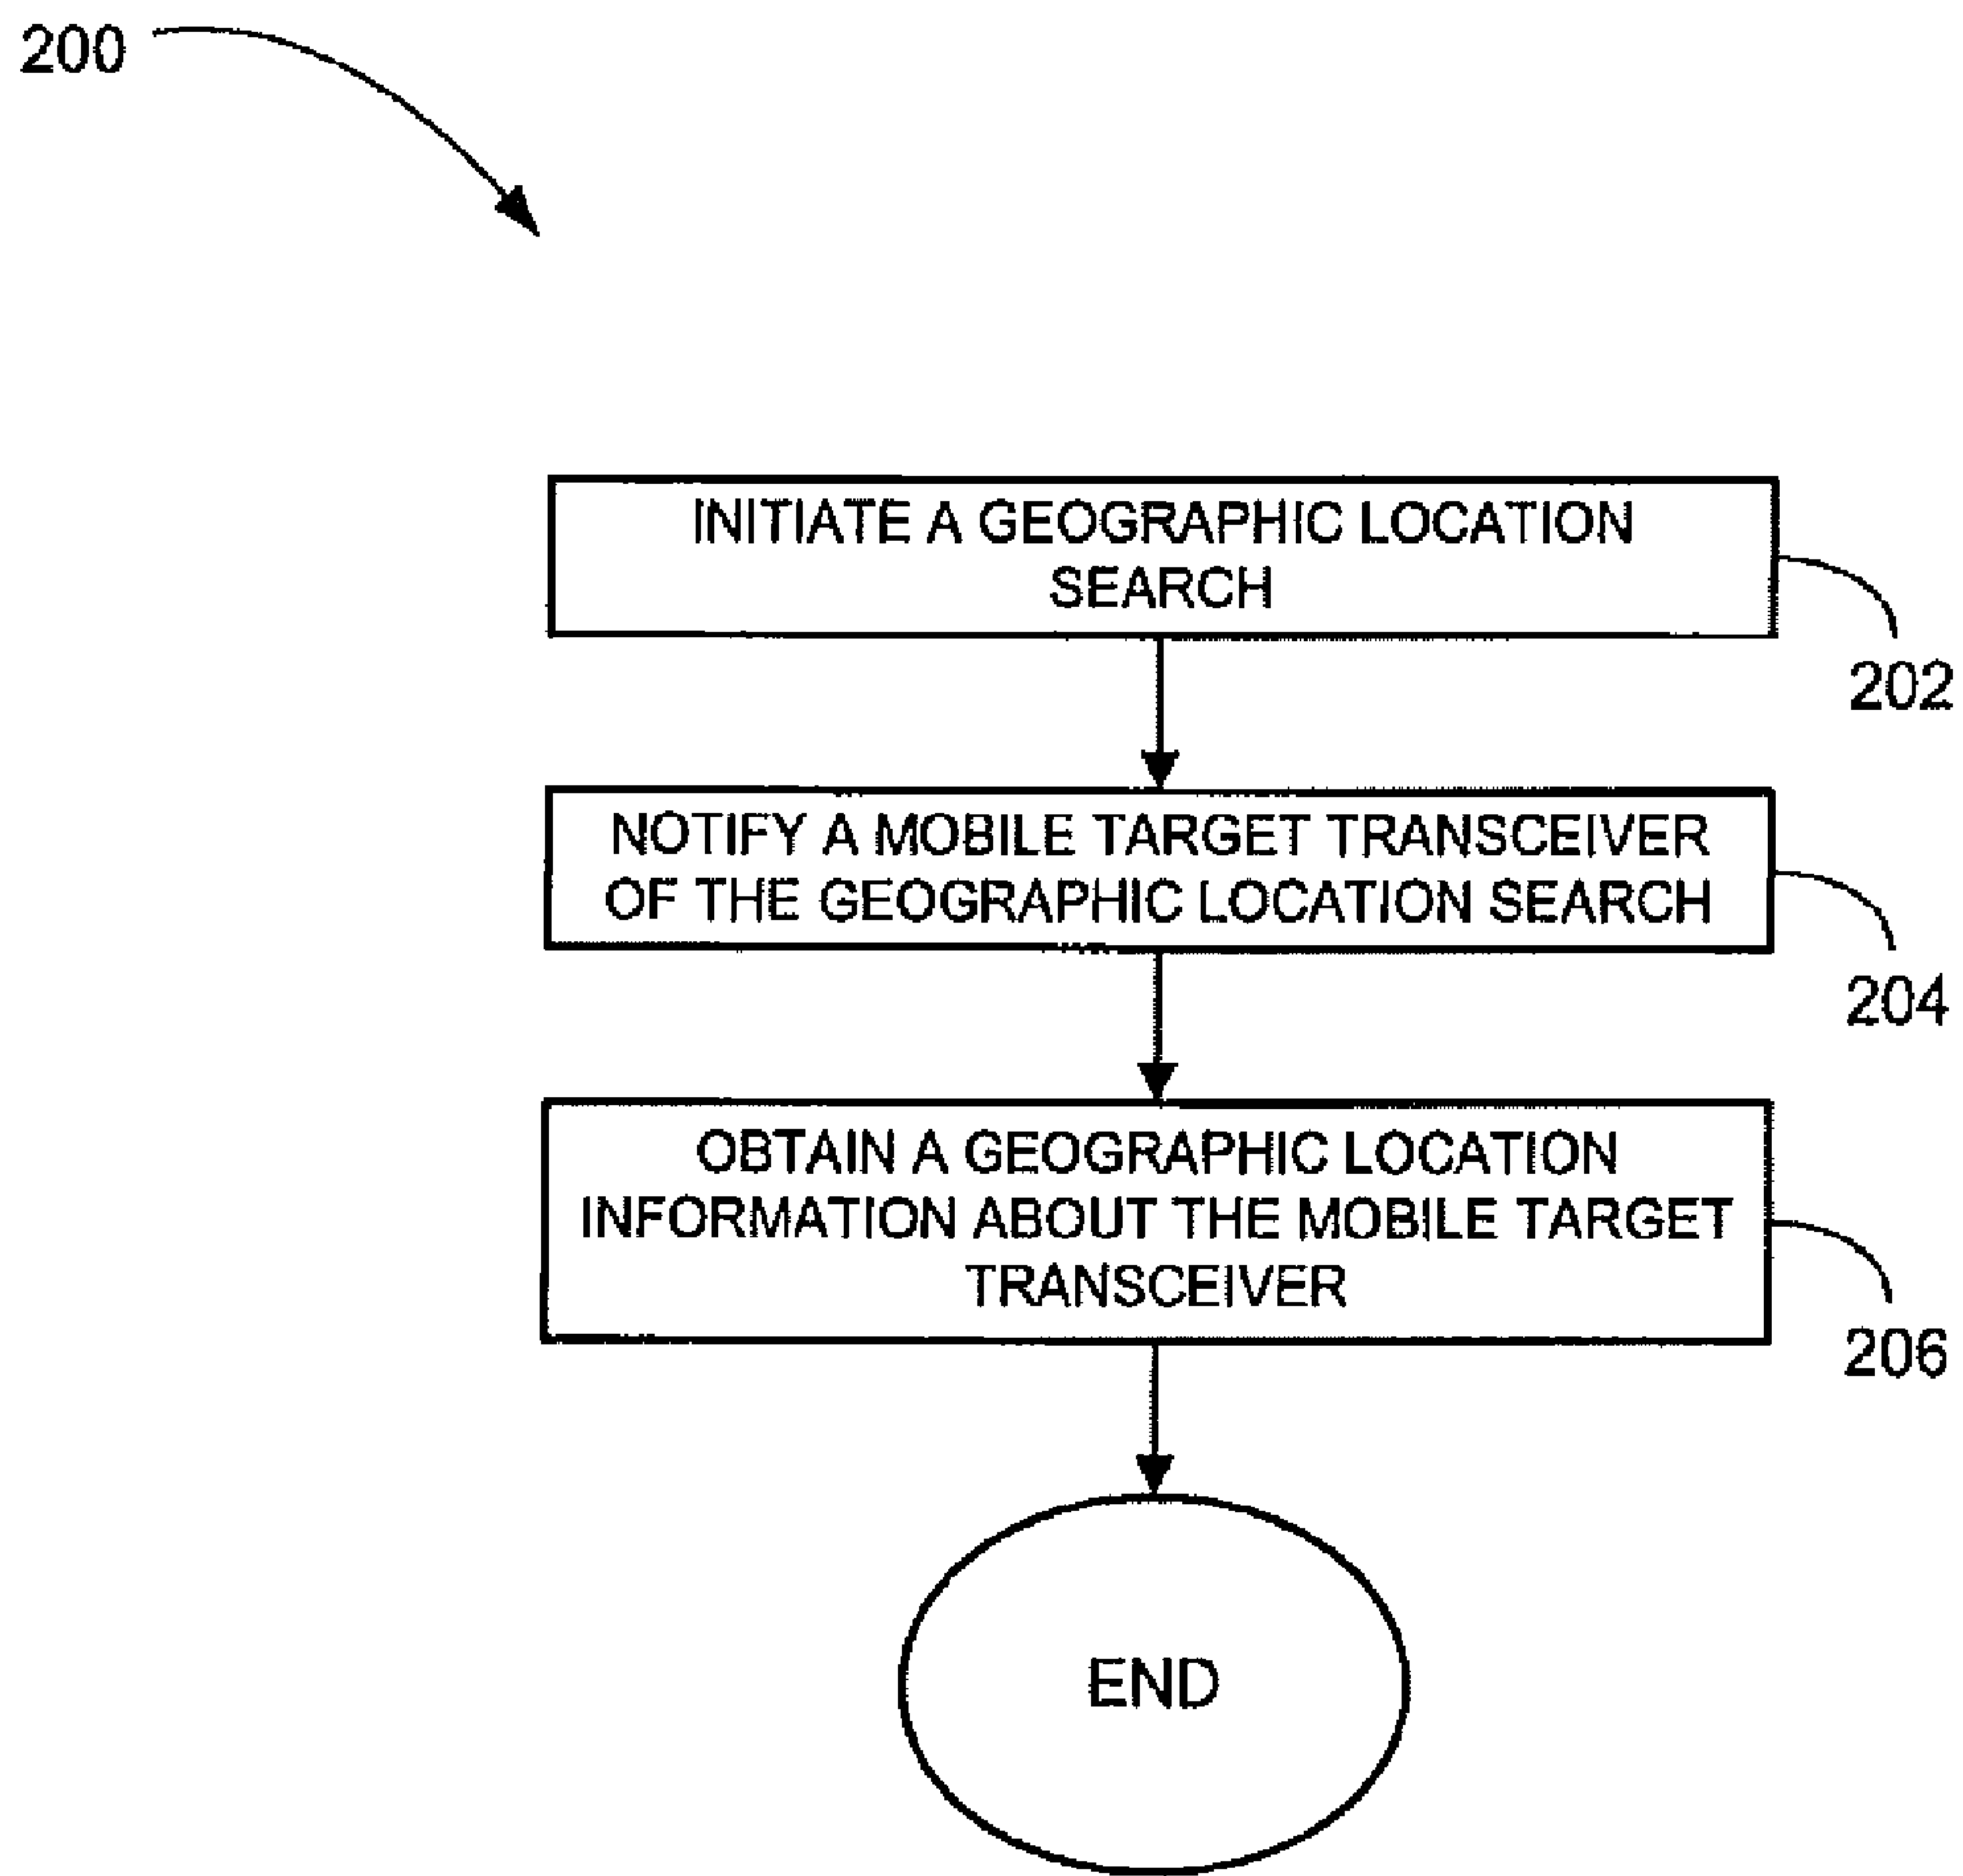 200
INITIATE A GEOGRAPHIC LOCATION
SEARCH
202
NOTIFY A MOBILE TARGET TRANSCEIVER
OF THE GEOGRAPHIC LOCATION SEARCH
204
OBTAIN A GEOGRAPHIC LOCATION
INFORMATION ABOUT THE MOBILE TARGET
TRANSCEIVER
206
END